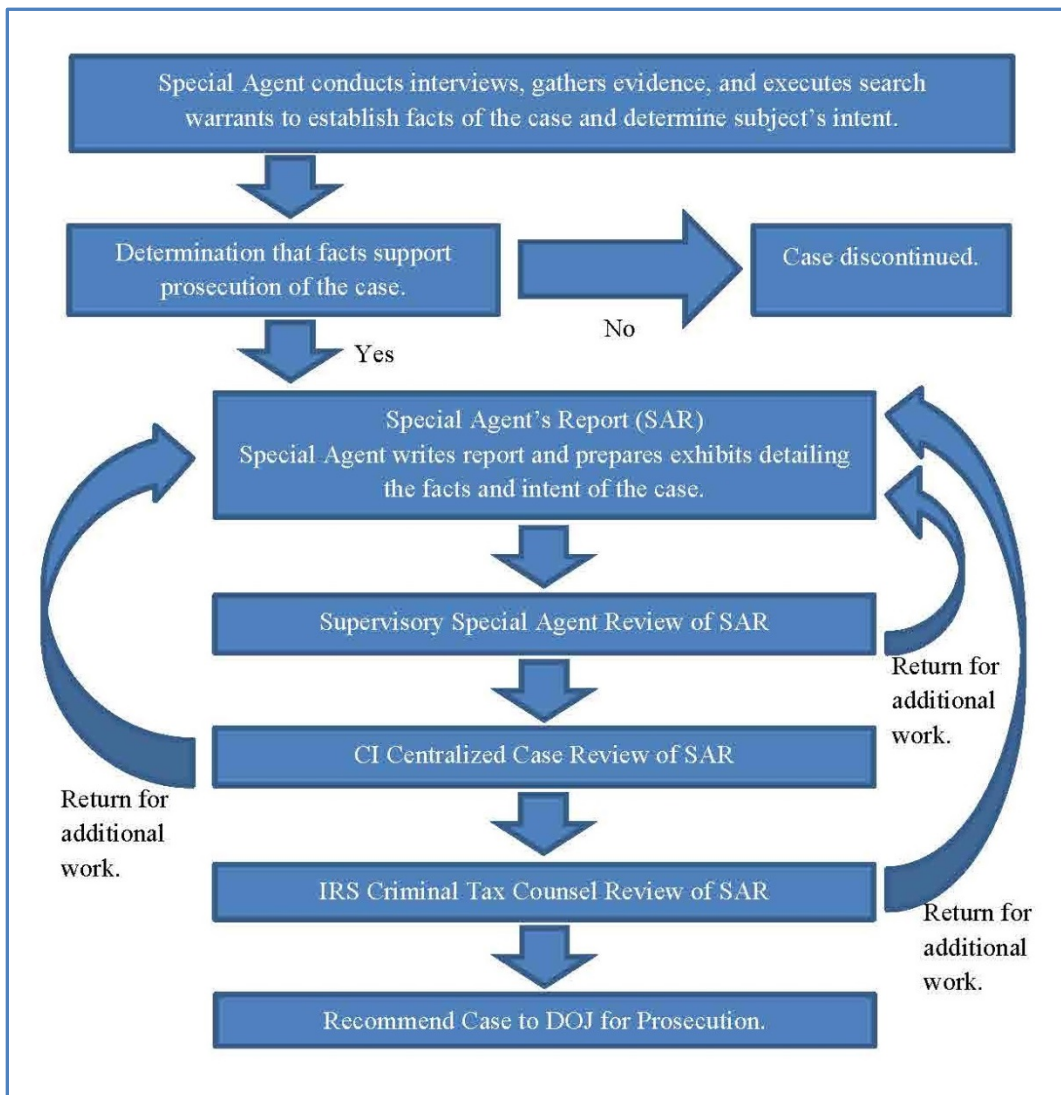 Special Agent conducts interviews, gathers evidence, and executes search
warrants to establish facts of the case and determine subject's intent.
Determination that facts support
prosecution of the case.
Case discontinued.
No
Yes
Special Agent's Report (SAR)
Special Agent writes report and prepares exhibits detailing
the facts and intent of the case.
Supervisory Special Agent Review of SAR
Return for
additional
work.
CI Centralized Case Review of SAR
Return for
additional
work.
IRS Criminal Tax Counsel Review of SAR
Return for
additional
work.
Recommend Case to DOJ for Prosecution.